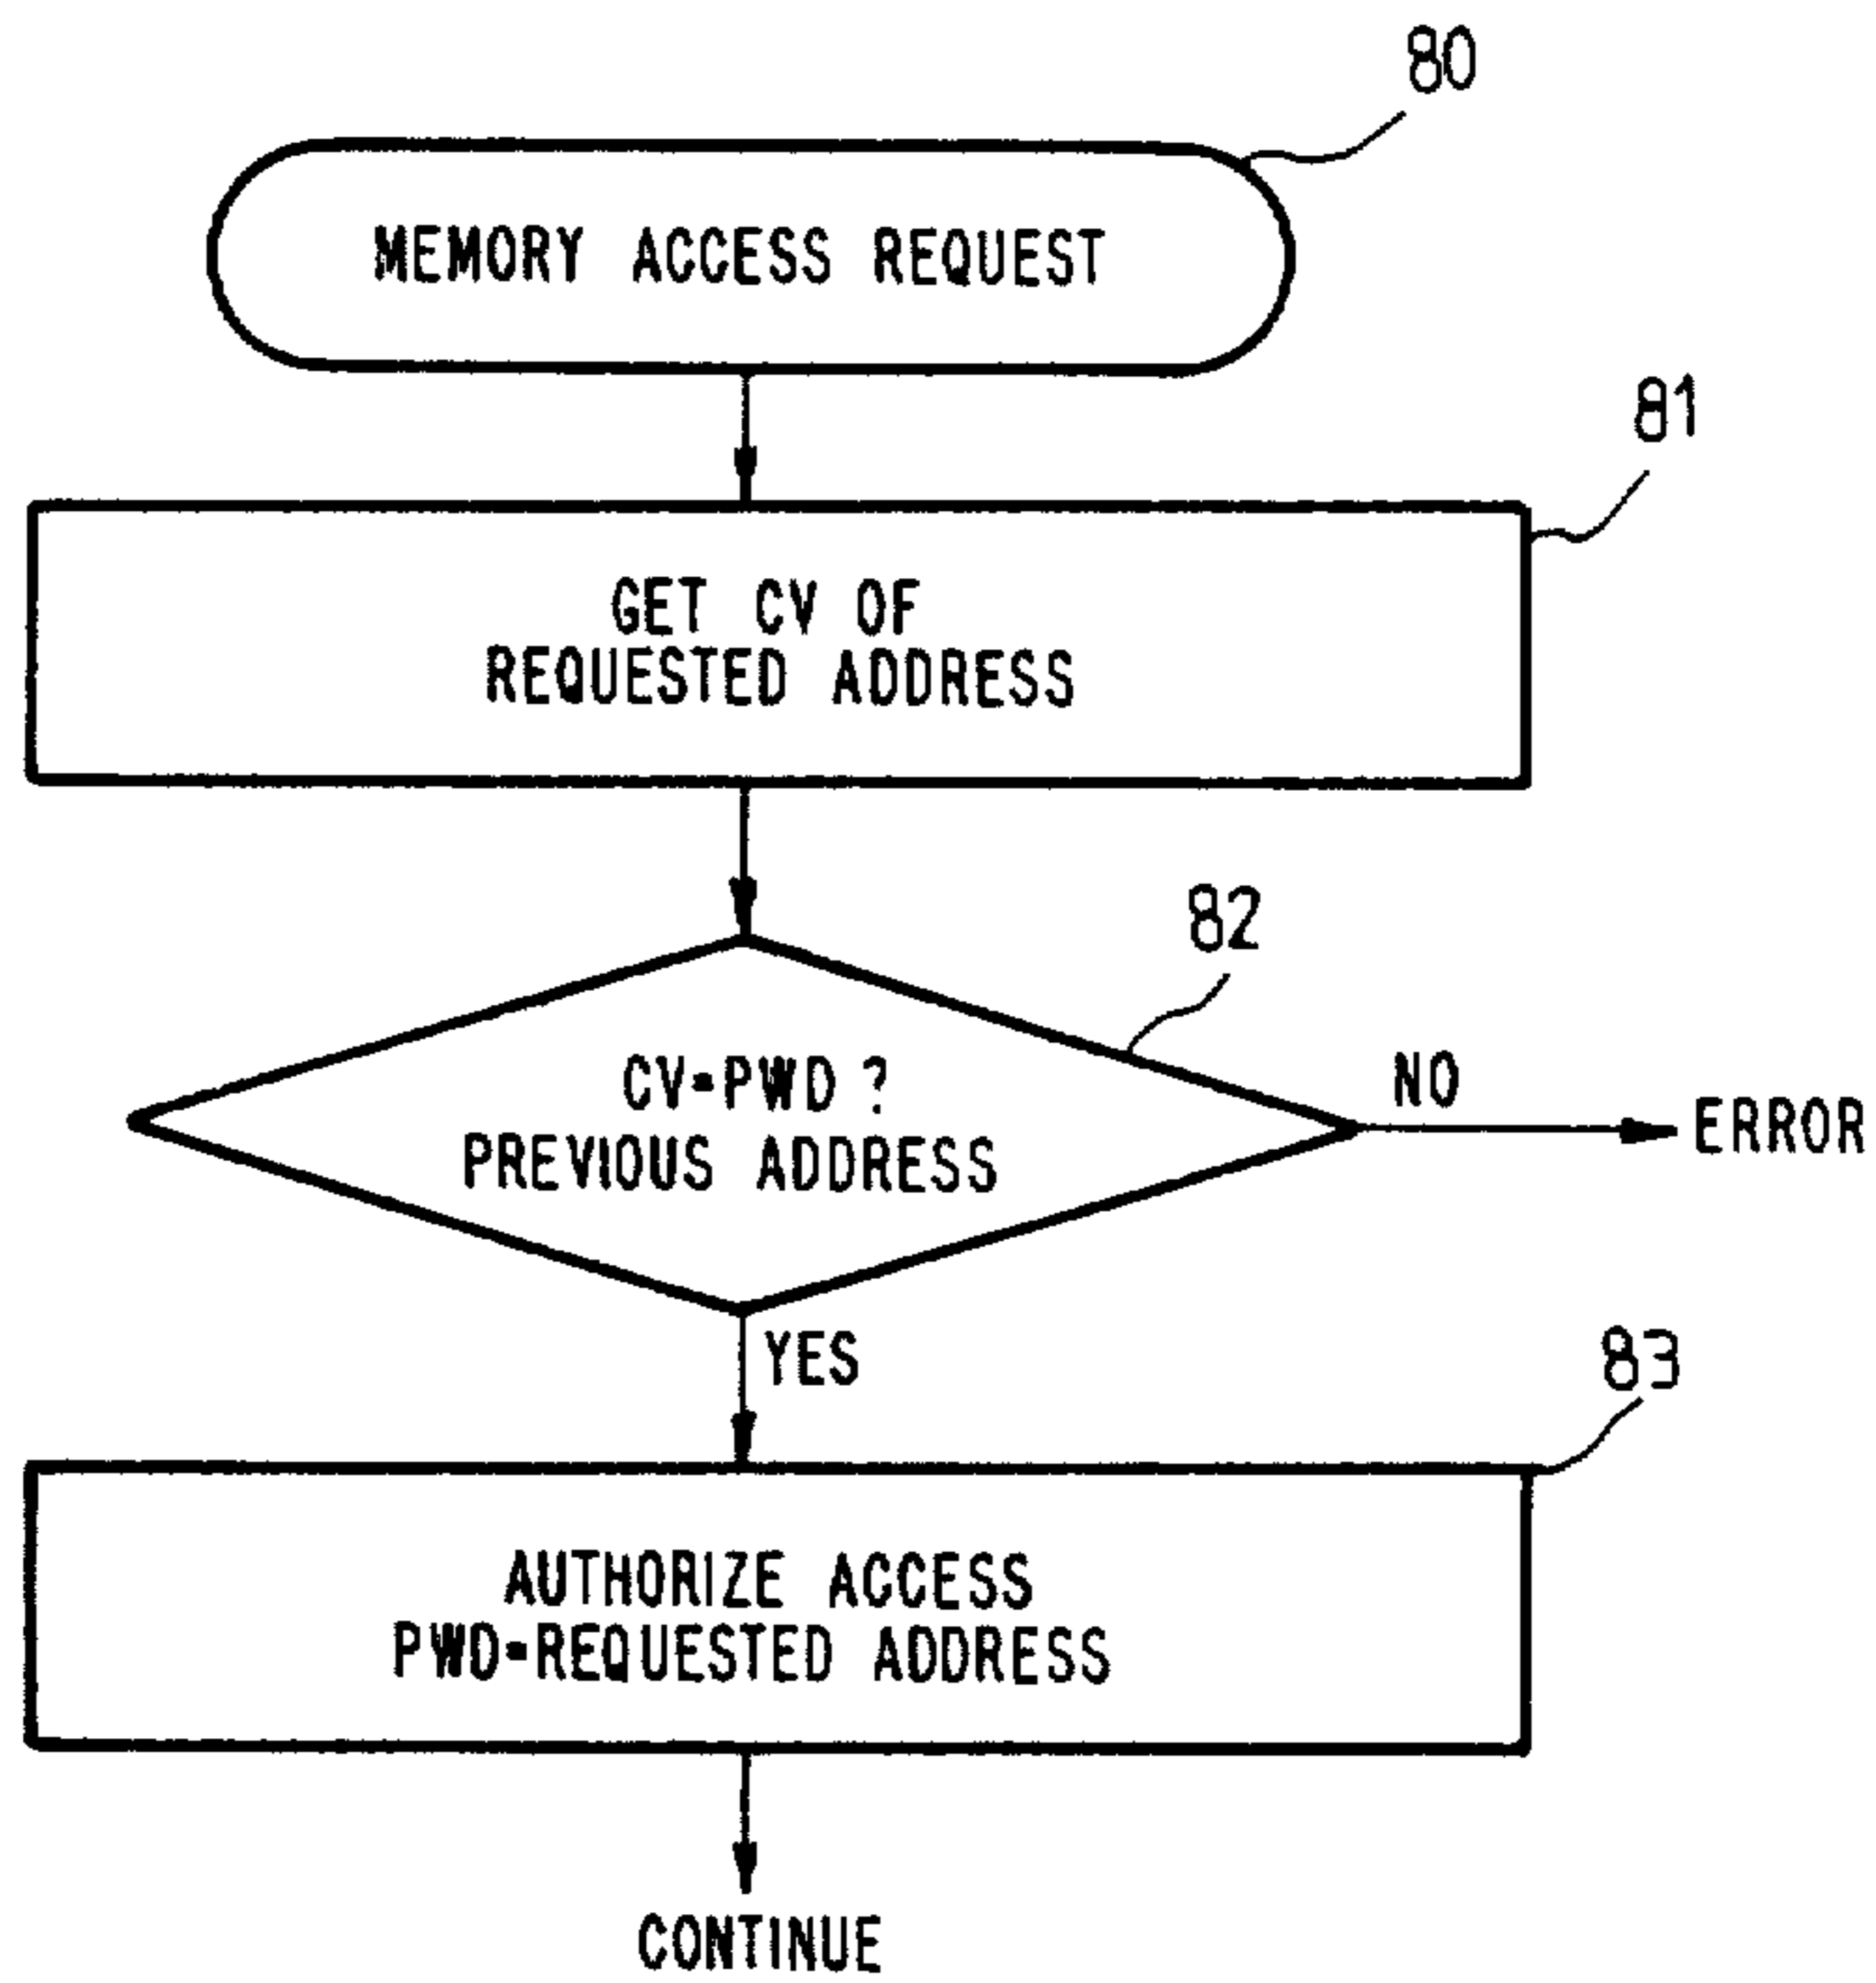 80
MEMORY ACCESS REQUEST
81
GET CV OF
REQUESTED ADDRESS
82
CV=PWD ?
PREVIOUS ADDRESS
NO
ERROR
YES
83
AUTHORIZE ACCESS
PWD=REQUESTED ADDRESS
CONTINUE